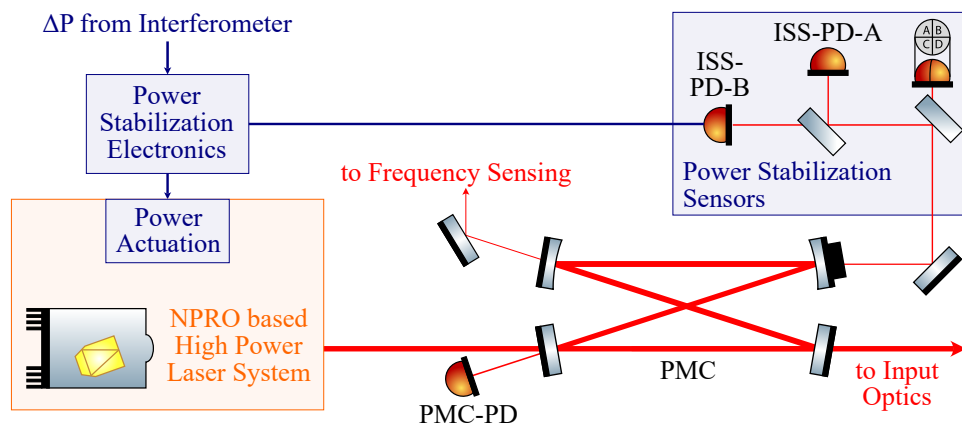 ΔP from Interferometer
Power
Stabilization
Electronics
Power
Actuation
NPRO based
High Power
Laser System
ISS-PD-A
ISS-
PD-B
A B
C D
Power Stabilization
Sensors
to Frequency Sensing
PMC-PD
PMC
to Input
Optics